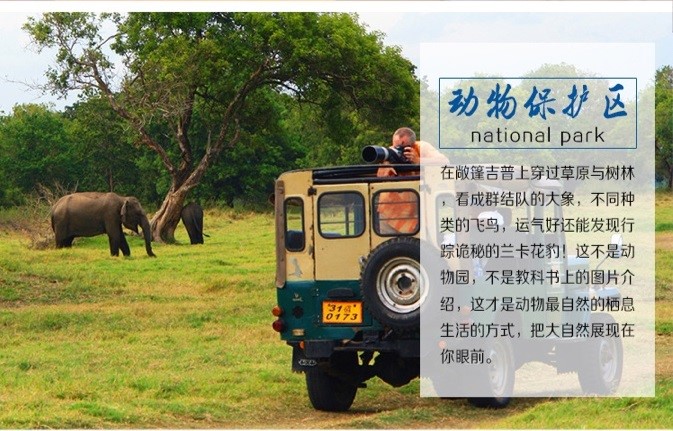 动物保护区
national park
在敞篷吉普上穿过草原与树林
，看成群结队的大象，不同种
类的飞鸟，运气好还能发现行
踪诡秘的兰卡花豹！这不是动
物园，不是教科书上的图片介
绍，这才是动物最自然的栖息
生活的方式，把大自然展现在
你眼前。
31 ශ්‍රී
0173